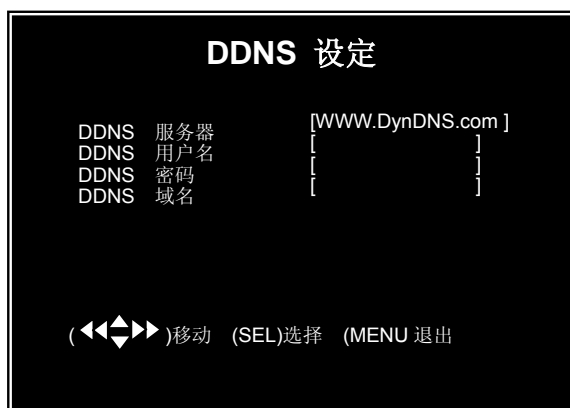 DDNS 设定
DDNS 服务器 [WWW.DynDNS.com ]
DDNS 用户名 [ ]
DDNS 密码 [ ]
DDNS 域名 [ ]
( ◀◀▲▼▶▶ )移动 (SEL)选择 (MENU 退出